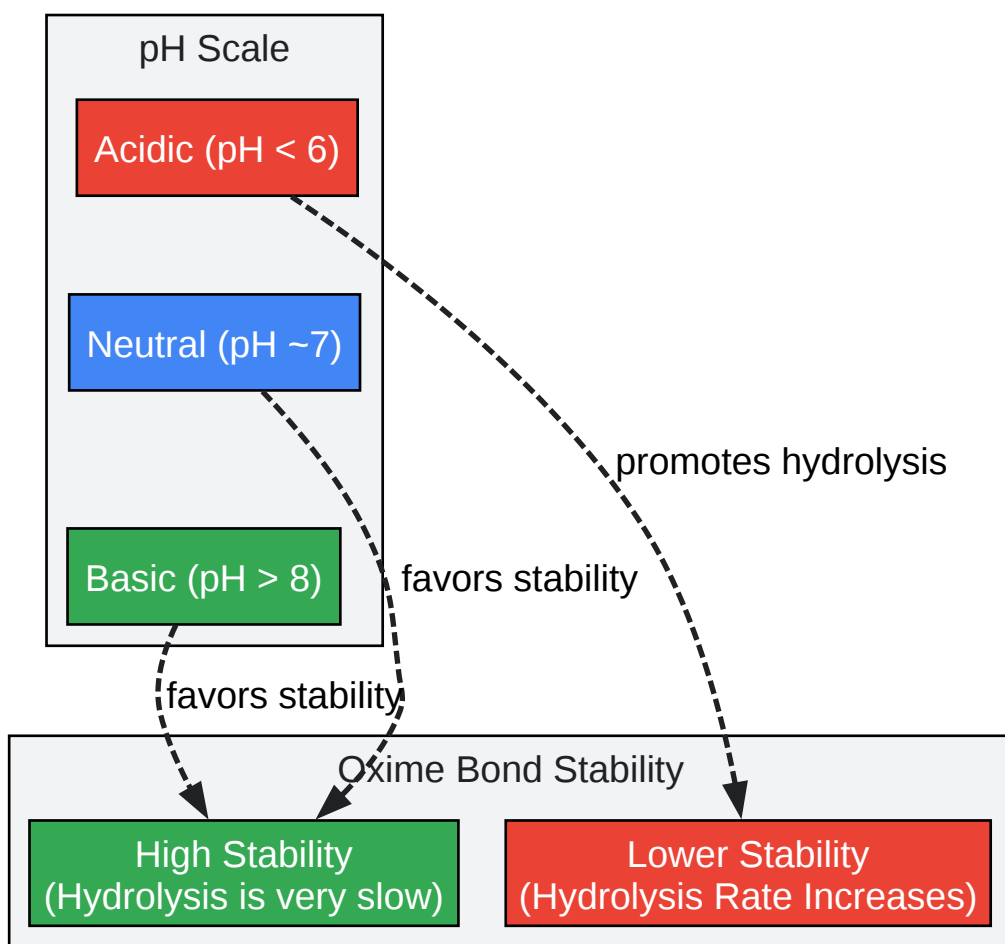 pH Scale
Acidic (pH < 6)
Neutral (pH ~7)
promotes hydrolysis
Basic (pH > 8)
favors stability
favors stability
Oxime Bond Stability
High Stability
(Hydrolysis is very slow)
Lower Stability
(Hydrolysis Rate Increases)